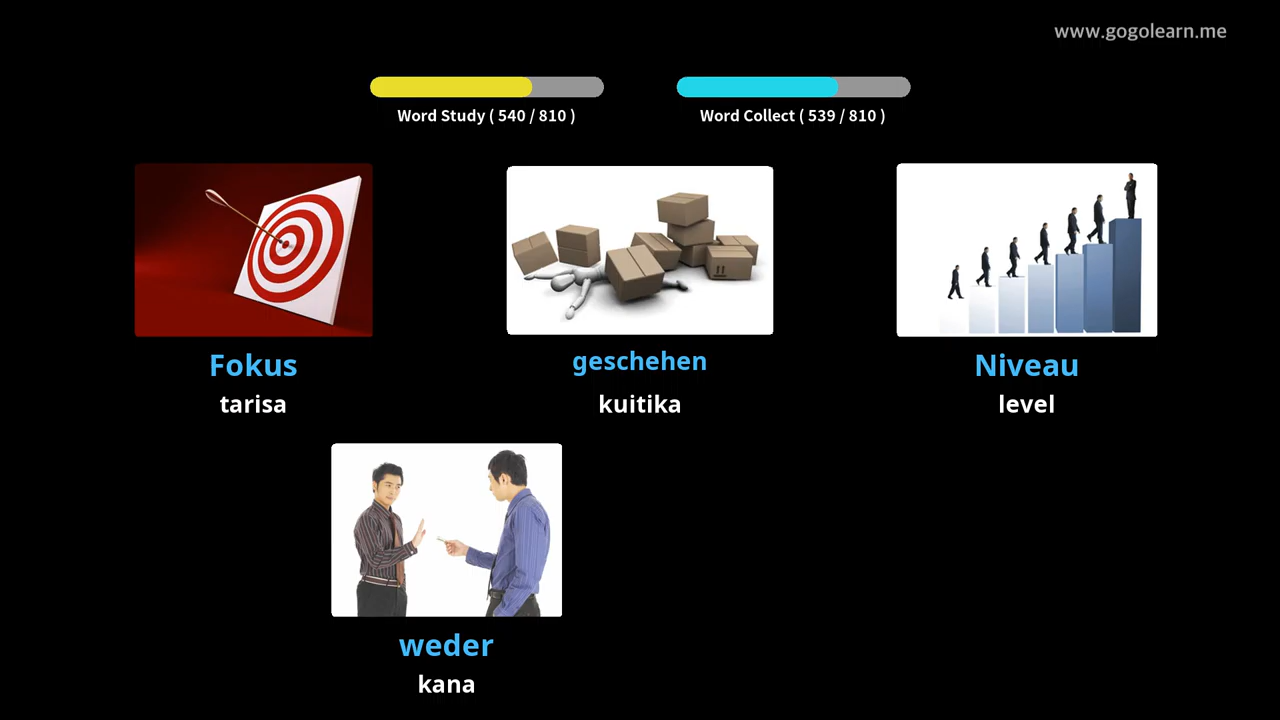 www.gogolearn.me
Word Study ( 540 / 810 )
Word Collect ( 539 / 810 )
Fokus
tarisa
geschehen
kuitika
Niveau
level
weder
kana